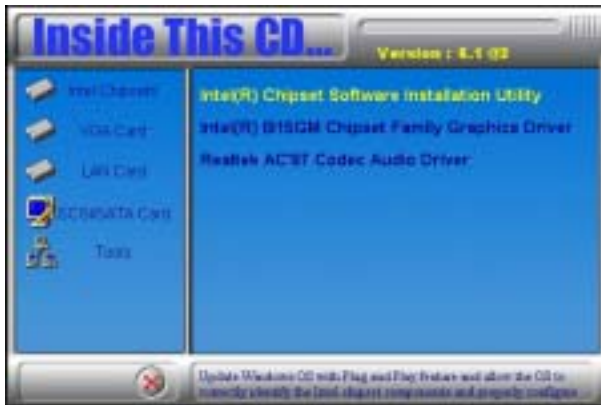 Inside This CD...
Version : 6.1 @2
Intel Chipsets
VGA Card
LAN Card
SCSI/SATA Card
Tools
Intel(R) Chipset Software Installation Utility
Intel(R) Chipset Family Graphics Driver
Realtek AC'97 Codec Audio Driver
Update Windows OS with Plug and Play feature and allow the OS to
correctly identify the Intel chipset components and properly configure